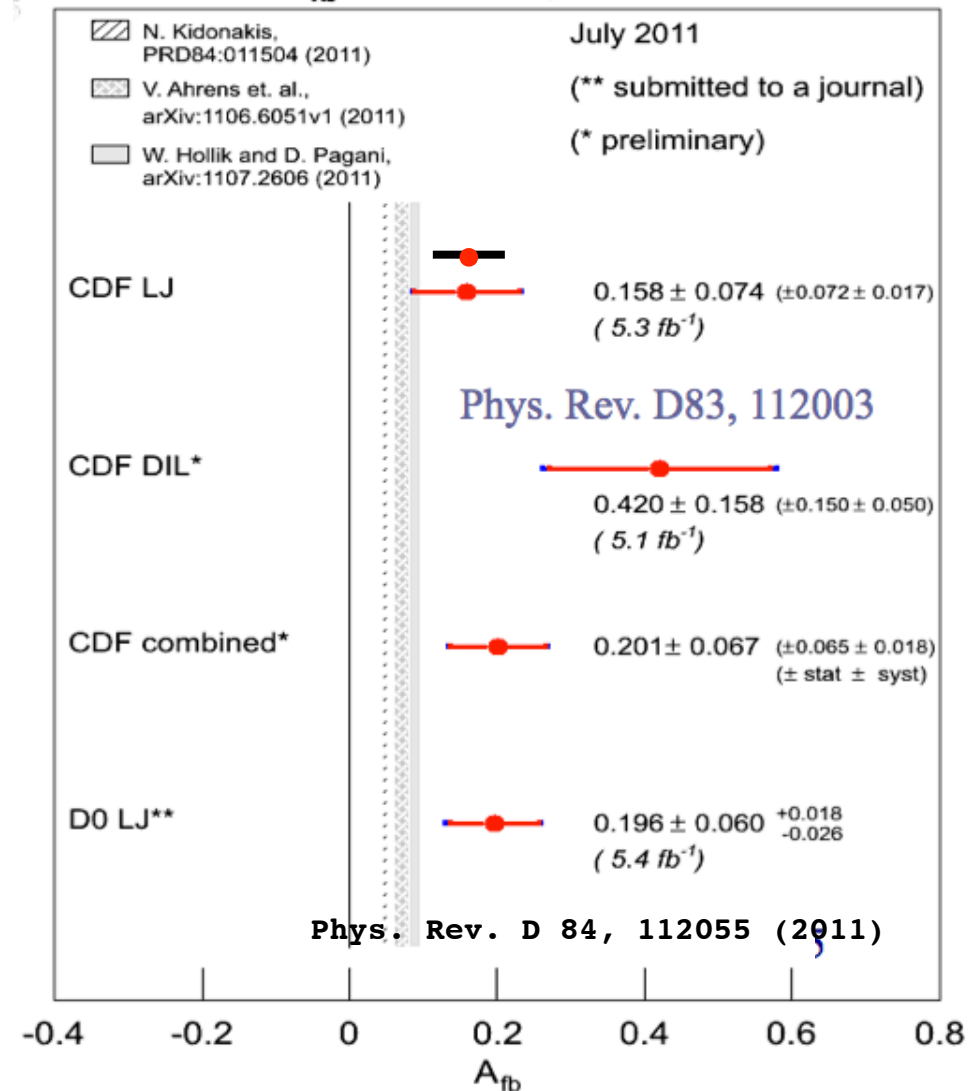 N. Kidonakis,
PRD84:011504 (2011)
V. Ahrens et. al.,
arXiv:1106.6051v1 (2011)
W. Hollik and D. Pagani,
arXiv:1107.2606 (2011)
July 2011
(** submitted to a journal)
(* preliminary)
CDF LJ
0.158 ± 0.074 (±0.072 ± 0.017)
( 5.3 fb⁻¹)
Phys. Rev. D83, 112003
CDF DIL*
0.420 ± 0.158 (±0.150 ± 0.050)
( 5.1 fb⁻¹)
CDF combined*
0.201± 0.067 (±0.065 ± 0.018)
(± stat ± syst)
D0 LJ**
0.196 ± 0.060 +0.018 -0.026
( 5.4 fb⁻¹)
Phys. Rev. D 84, 112055 (2011)
-0.4 -0.2 0 0.2 0.4 0.6 0.8
A_fb